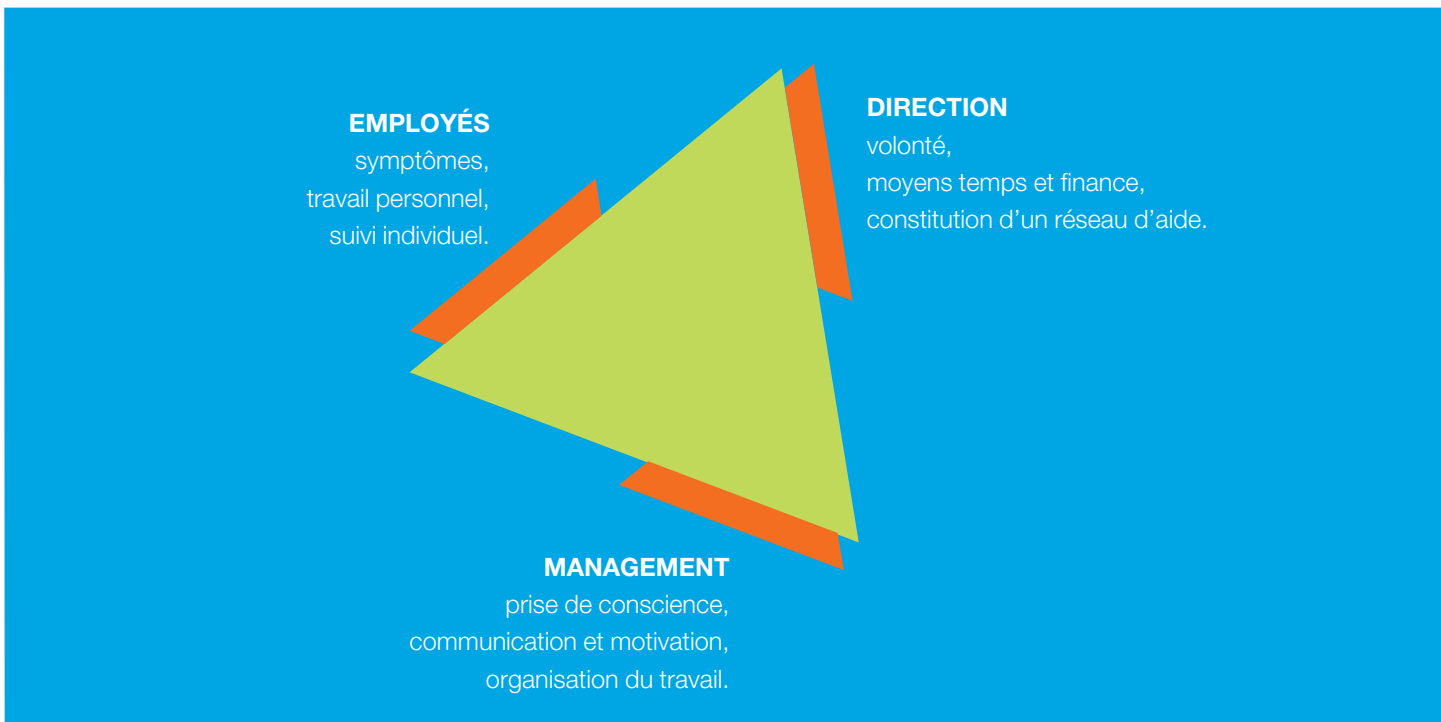 EMPLOYÉS
symptômes,
travail personnel,
suivi individuel.
DIRECTION
volonté,
moyens temps et finance,
constitution d’un réseau d’aide.
MANAGEMENT
prise de conscience,
communication et motivation,
organisation du travail.